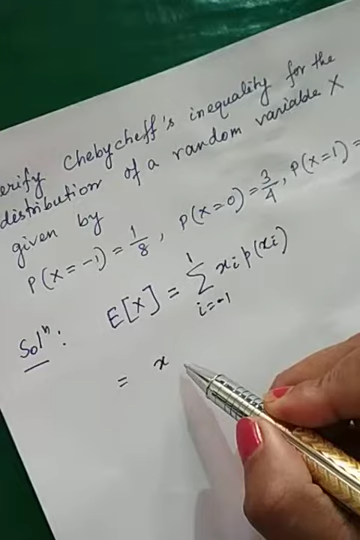 erify Chebycheff's inequality for the
distribution of a random variable X
given by
P(x=-1) = 1/8, P(x=0) = 3/4, P(x=1) =
Solⁿ: E[X] = ∑_{i=-1}^{1} xᵢ p(xᵢ)
= x